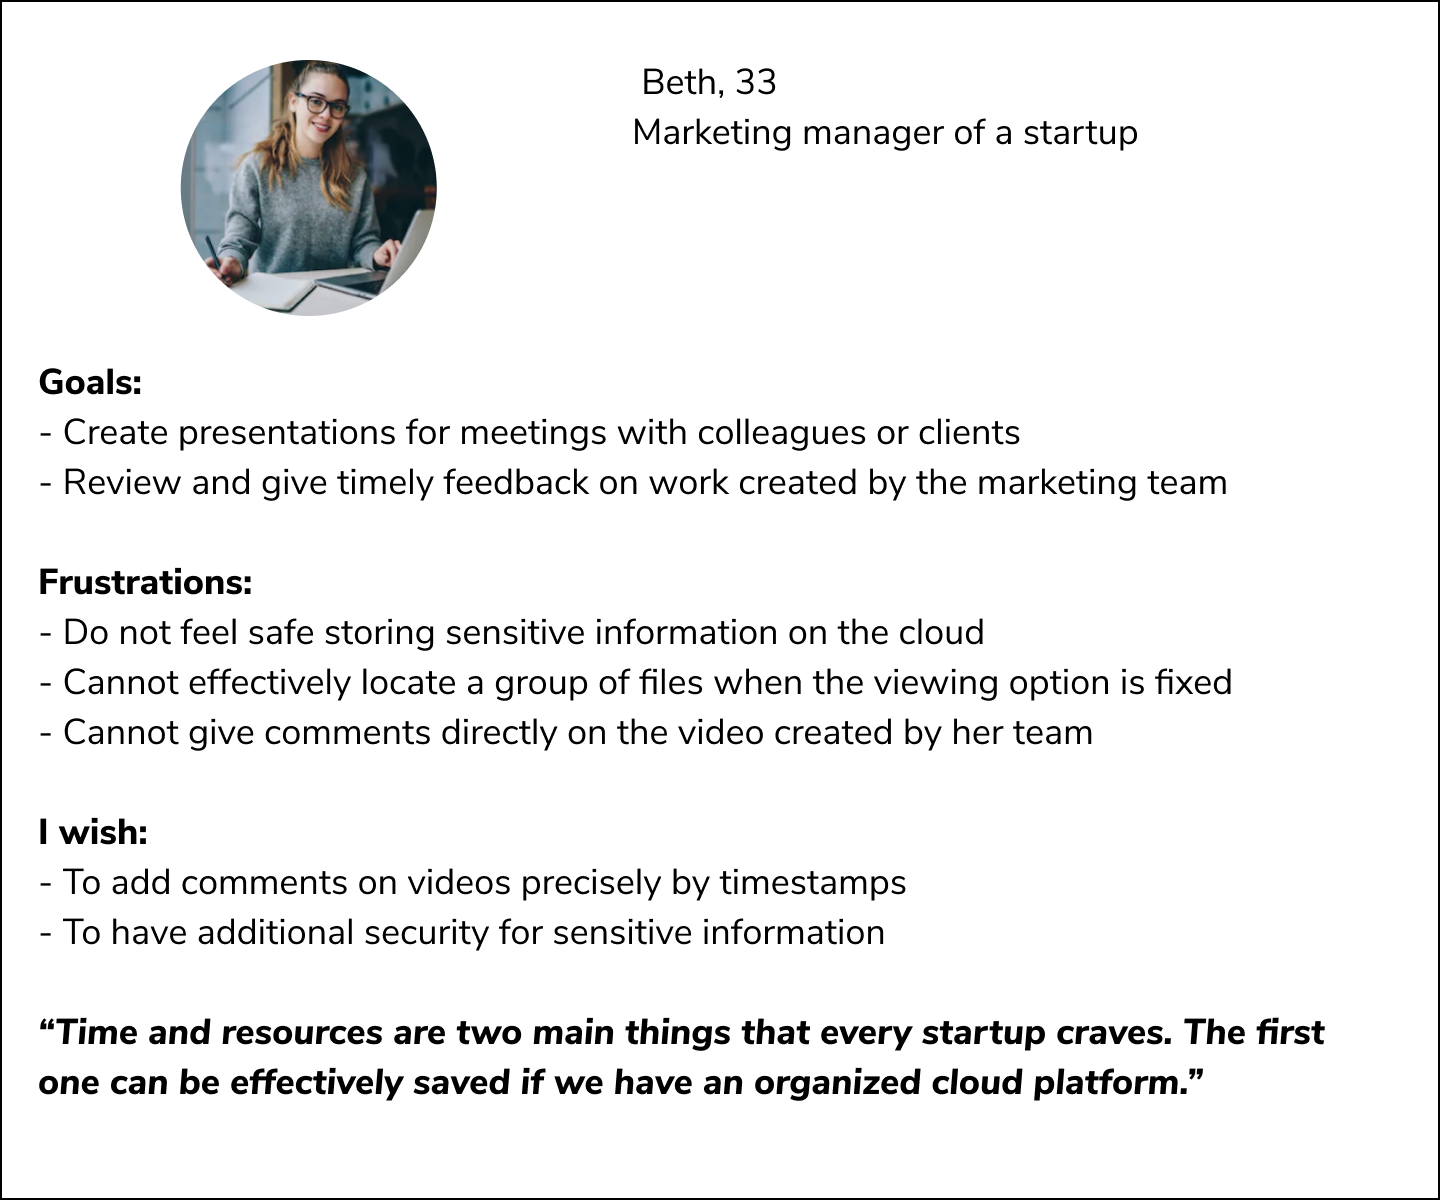 Beth, 33
Marketing manager of a startup
Goals:
- Create presentations for meetings with colleagues or clients
- Review and give timely feedback on work created by the marketing team
Frustrations:
- Do not feel safe storing sensitive information on the cloud
- Cannot effectively locate a group of files when the viewing option is fixed
- Cannot give comments directly on the video created by her team
I wish:
- To add comments on videos precisely by timestamps
- To have additional security for sensitive information
“Time and resources are two main things that every startup craves. The first
one can be effectively saved if we have an organized cloud platform.”